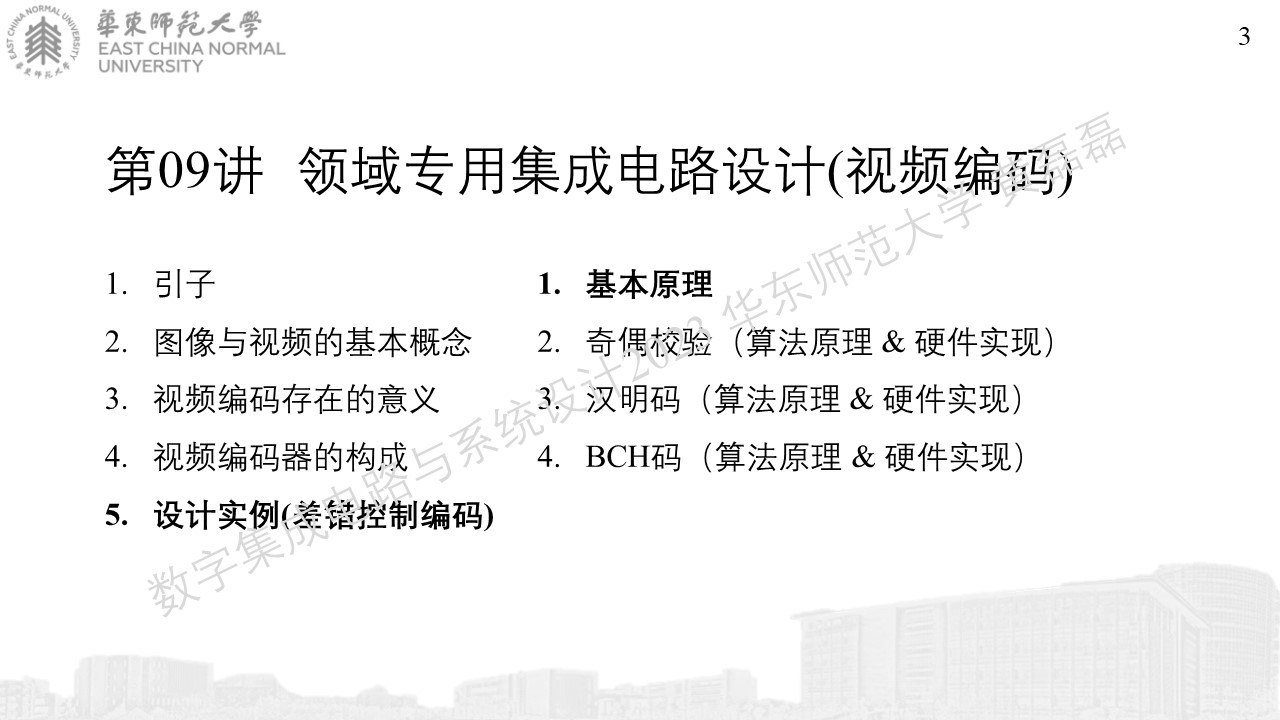 華東師范大學
EAST CHINA NORMAL
UNIVERSITY
EAST CHINA NORMAL UNIVERSITY
華東师范大学
3
第09讲 领域专用集成电路设计(视频编码)
1. 引子
2. 图像与视频的基本概念
3. 视频编码存在的意义
4. 视频编码器的构成
5. 设计实例(差错控制编码)
1. 基本原理
2. 奇偶校验（算法原理 & 硬件实现）
3. 汉明码（算法原理 & 硬件实现）
4. BCH码（算法原理 & 硬件实现）
数字集成电路与系统设计2023 华东师范大学 黄磊磊